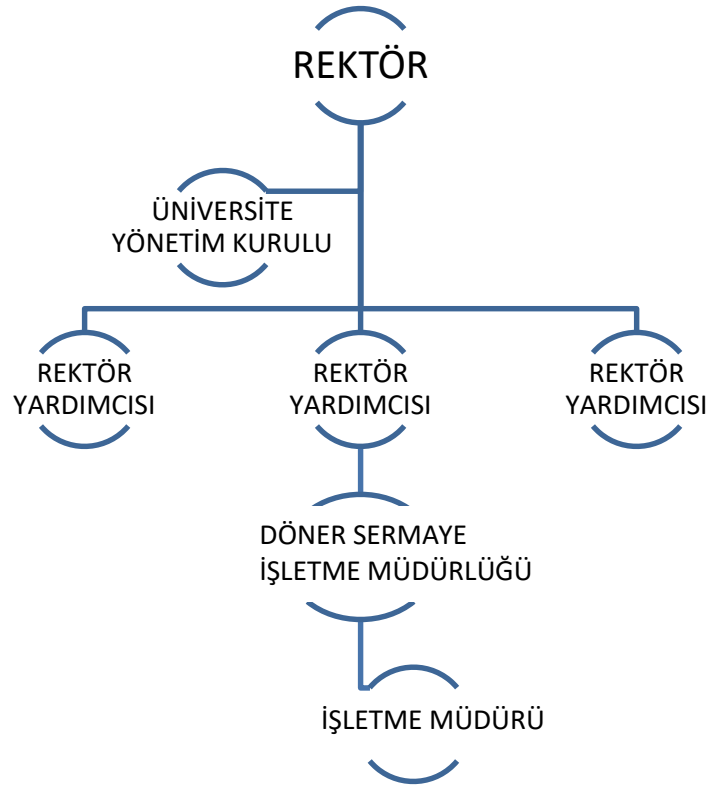 REKTÖR
ÜNİVERSİTE
YÖNETİM KURULU
REKTÖR
YARDIMCISI
REKTÖR
YARDIMCISI
REKTÖR
YARDIMCISI
DÖNER SERMAYE
İŞLETME MÜDÜRLÜĞÜ
İŞLETME MÜDÜRÜ